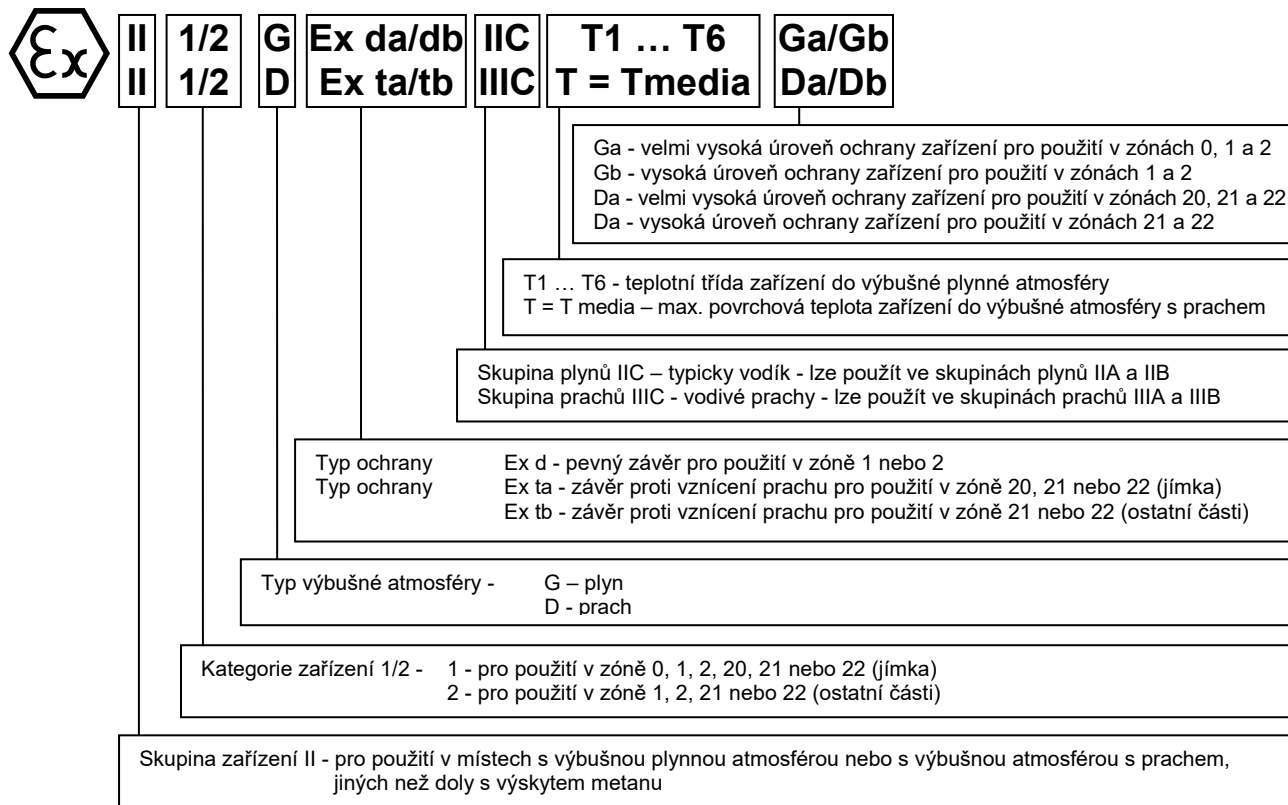 Ex II 1/2 G Ex da/db IIC T1 … T6 Ga/Gb
II 1/2 D Ex ta/tb IIIC T = Tmedia Da/Db
Ga - velmi vysoká úroveň ochrany zařízení pro použití v zónách 0, 1 a 2
Gb - vysoká úroveň ochrany zařízení pro použití v zónách 1 a 2
Da - velmi vysoká úroveň ochrany zařízení pro použití v zónách 20, 21 a 22
Da - vysoká úroveň ochrany zařízení pro použití v zónách 21 a 22
T1 … T6 - teplotní třída zařízení do výbušné plynné atmosféry
T = T media – max. povrchová teplota zařízení do výbušné atmosféry s prachem
Skupina plynů IIC – typicky vodík - lze použít ve skupinách plynů IIA a IIB
Skupina prachů IIIC - vodivé prachy - lze použít ve skupinách prachů IIIA a IIIB
Typ ochrany Ex d - pevný závěr pro použití v zóně 1 nebo 2
Typ ochrany Ex ta - závěr proti vznícení prachu pro použití v zóně 20, 21 nebo 22 (jímka)
Ex tb - závěr proti vznícení prachu pro použití v zóně 21 nebo 22 (ostatní části)
Typ výbušné atmosféry - G – plyn
D - prach
Kategorie zařízení 1/2 - 1 - pro použití v zóně 0, 1, 2, 20, 21 nebo 22 (jímka)
2 - pro použití v zóně 1, 2, 21 nebo 22 (ostatní části)
Skupina zařízení II - pro použití v místech s výbušnou plynnou atmosférou nebo s výbušnou atmosférou s prachem,
jiných než doly s výskytem metanu